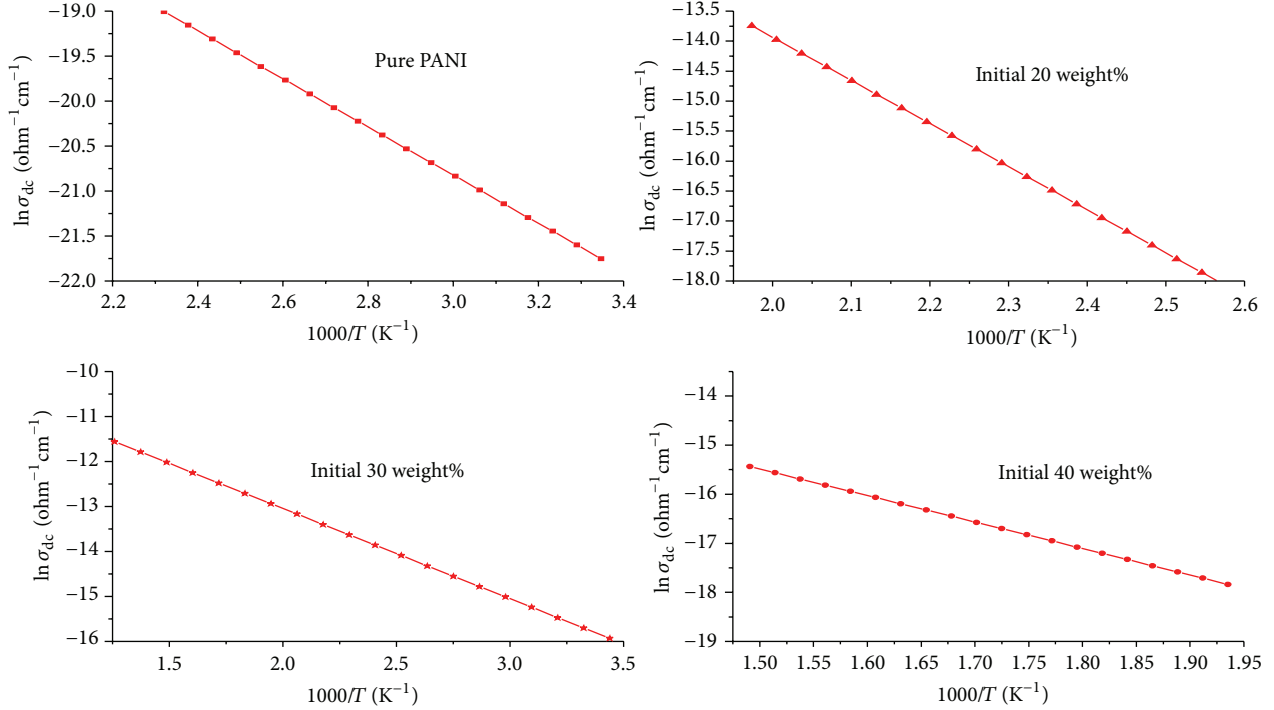 −19.0
−19.5
−20.0
−20.5
−21.0
−21.5
−22.0
ln σdc (ohm−1cm−1)
Pure PANI
2.2 2.4 2.6 2.8 3.0 3.2 3.4
1000/T (K−1)
−13.5
−14.0
−14.5
−15.0
−15.5
−16.0
−16.5
−17.0
−17.5
−18.0
ln σdc (ohm−1cm−1)
Initial 20 weight%
2.0 2.1 2.2 2.3 2.4 2.5 2.6
1000/T (K−1)
−10
−11
−12
−13
−14
−15
−16
ln σdc (ohm−1cm−1)
Initial 30 weight%
1.5 2.0 2.5 3.0 3.5
1000/T (K−1)
−14
−15
−16
−17
−18
−19
ln σdc (ohm−1cm−1)
Initial 40 weight%
1.50 1.55 1.60 1.65 1.70 1.75 1.80 1.85 1.90 1.95
1000/T (K−1)